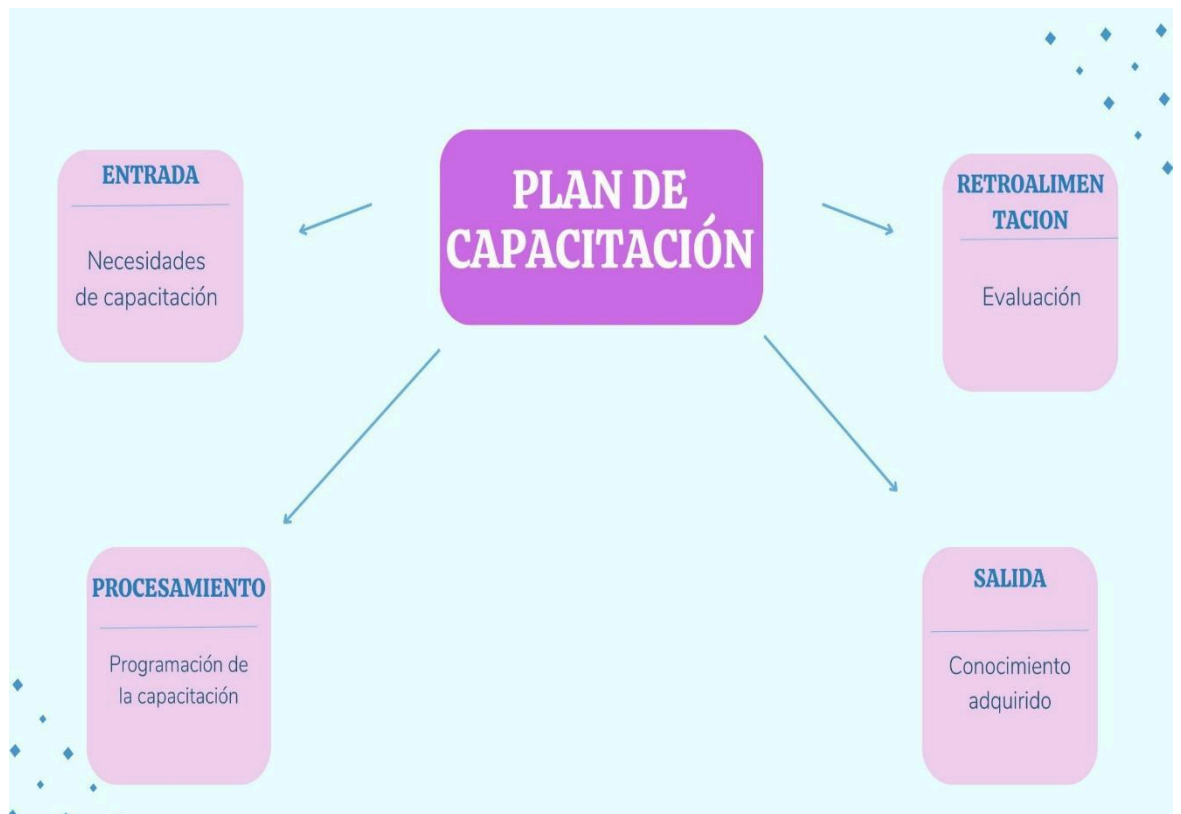 PLAN DE
CAPACITACIÓN
ENTRADA
Necesidades
de capacitación
RETROALIMEN
TACION
Evaluación
PROCESAMIENTO
Programación de
la capacitación
SALIDA
Conocimiento
adquirido